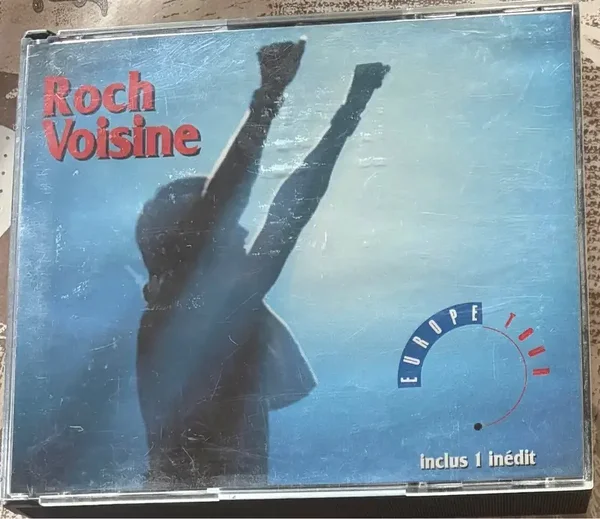 Roch
Voisine
EUROPE TOUR
inclus 1 inédit